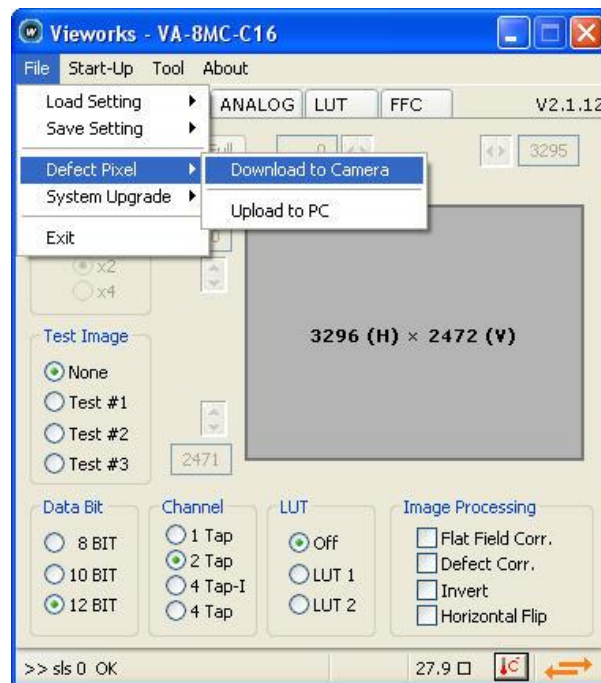 Vieworks - VA-8MC-C16
File Start-Up Tool About
Load Setting
Save Setting
Defect Pixel
System Upgrade
Exit
Download to Camera
Upload to PC
ANALOG LUT FFC V2.1.12
0 3295
x2
x4
3296 (H) × 2472 (V)
Test Image
None
Test #1
Test #2
Test #3
2471
Data Bit
8 BIT
10 BIT
12 BIT
Channel
1 Tap
2 Tap
4 Tap-I
4 Tap
LUT
Off
LUT 1
LUT 2
Image Processing
Flat Field Corr.
Defect Corr.
Invert
Horizontal Flip
>> sls 0 OK 27.9